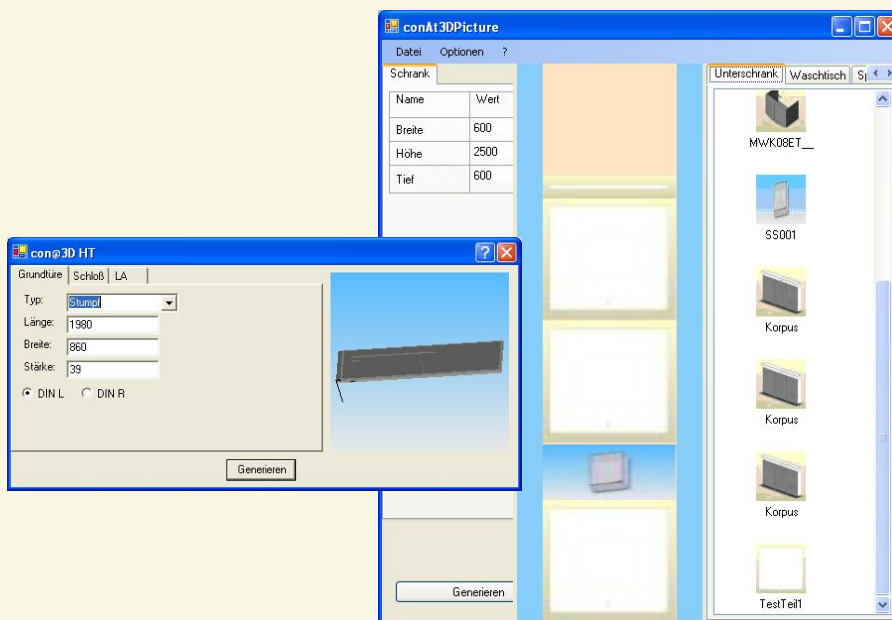 conAt3DPicture
Datei Optionen ?
Schrank
Name Wert
Breite 600
Höhe 2500
Tief 600
Generieren
Unterschrank Waschtisch
MWK08ET__
SS001
Korpus
Korpus
Korpus
TestTeil1
con@3D HT
Grundtüre Schloß LA
Typ: Stumpf
Länge: 1980
Breite: 860
Stärke: 39
DIN L DIN R
Generieren